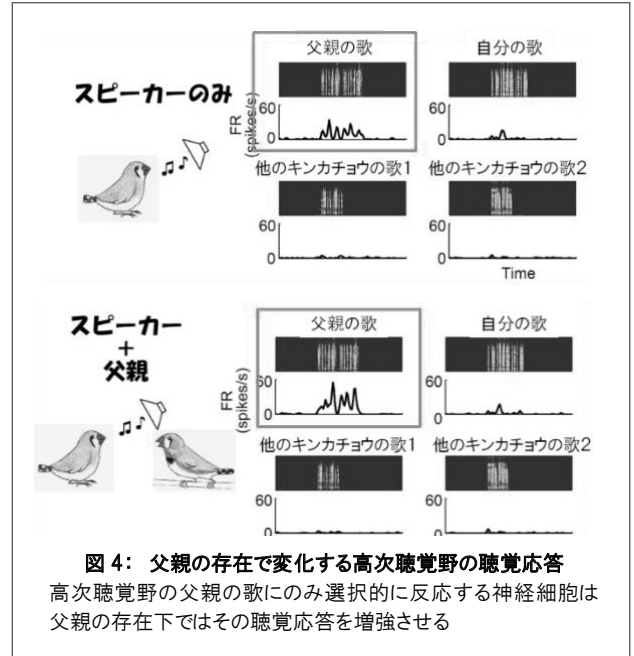 父親の歌
自分の歌
スピーカーのみ
60
0
FR
(spikes/s)
60
0
他のキンカチョウの歌1
他のキンカチョウの歌2
60
0
60
0
Time
スピーカー
+
父親
父親の歌
自分の歌
60
0
FR
(spikes/s)
60
0
他のキンカチョウの歌1
他のキンカチョウの歌2
60
0
60
0
図 4: 父親の存在で変化する高次聴覚野の聴覚応答
高次聴覚野の父親の歌にのみ選択的に反応する神経細胞は
父親の存在下ではその聴覚応答を増強させる